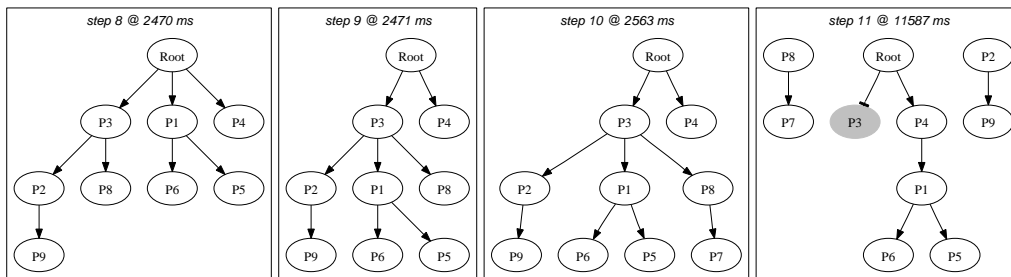 step 8 @ 2470 ms
Root
P3 P1 P4
P2 P8 P6 P5
P9
step 9 @ 2471 ms
Root
P3 P4
P2 P1 P8
P9 P6 P5
step 10 @ 2563 ms
Root
P3 P4
P2 P1 P8
P9 P6 P5 P7
step 11 @ 11587 ms
P8 Root P2
P7 P3 P4 P9
P1
P6 P5